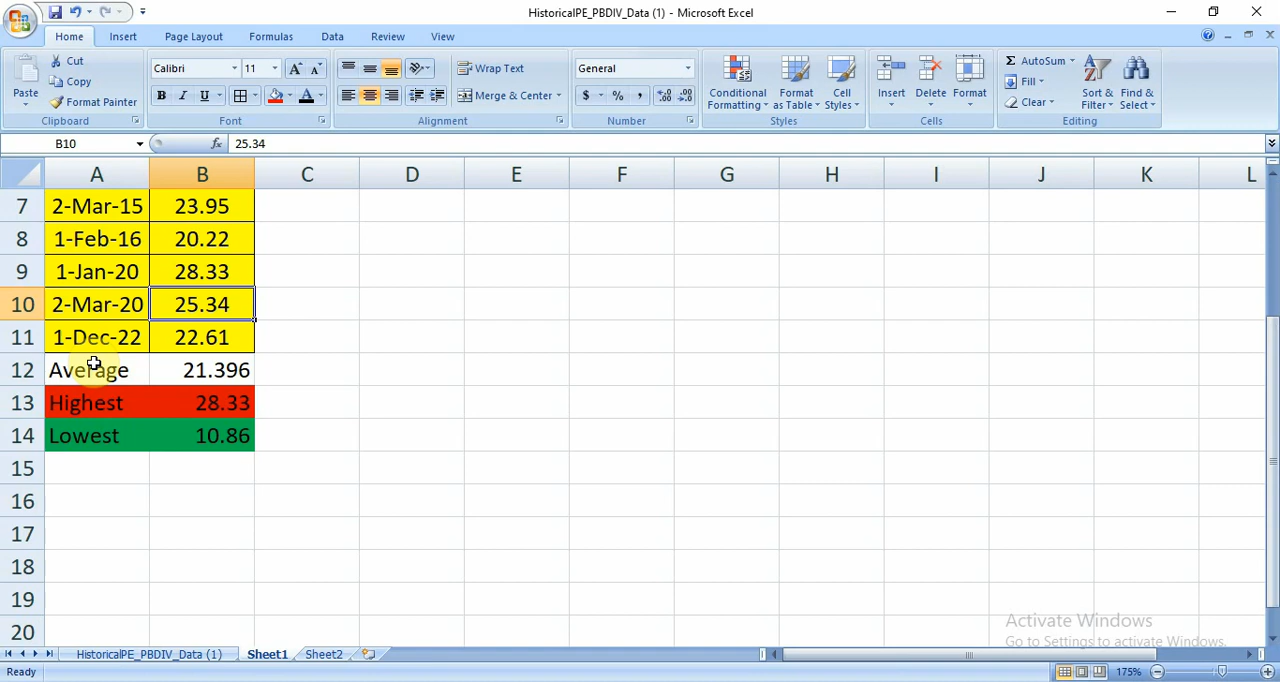 HistoricalPE_PBDIV_Data (1) - Microsoft Excel
Home Insert Page Layout Formulas Data Review View
Paste Cut Copy Format Painter Clipboard
Calibri 11 A A B I U A Font
Wrap Text Merge & Center Alignment
General $ % , .0 .00 .00 .0 Number
Conditional Formatting Format as Table Cell Styles Styles
Insert Delete Format Cells
Σ AutoSum Fill Clear Sort & Filter Find & Select Editing
B10 fx 25.34
A B C D E F G H I J K L
7 2-Mar-15 23.95
8 1-Feb-16 20.22
9 1-Jan-20 28.33
10 2-Mar-20 25.34
11 1-Dec-22 22.61
12 Average 21.396
13 Highest 28.33
14 Lowest 10.86
15
16
17
18
19
20
Activate Windows
Go to Settings to activate Windows.
HistoricalPE_PBDIV_Data (1) Sheet1 Sheet2
Ready 175%